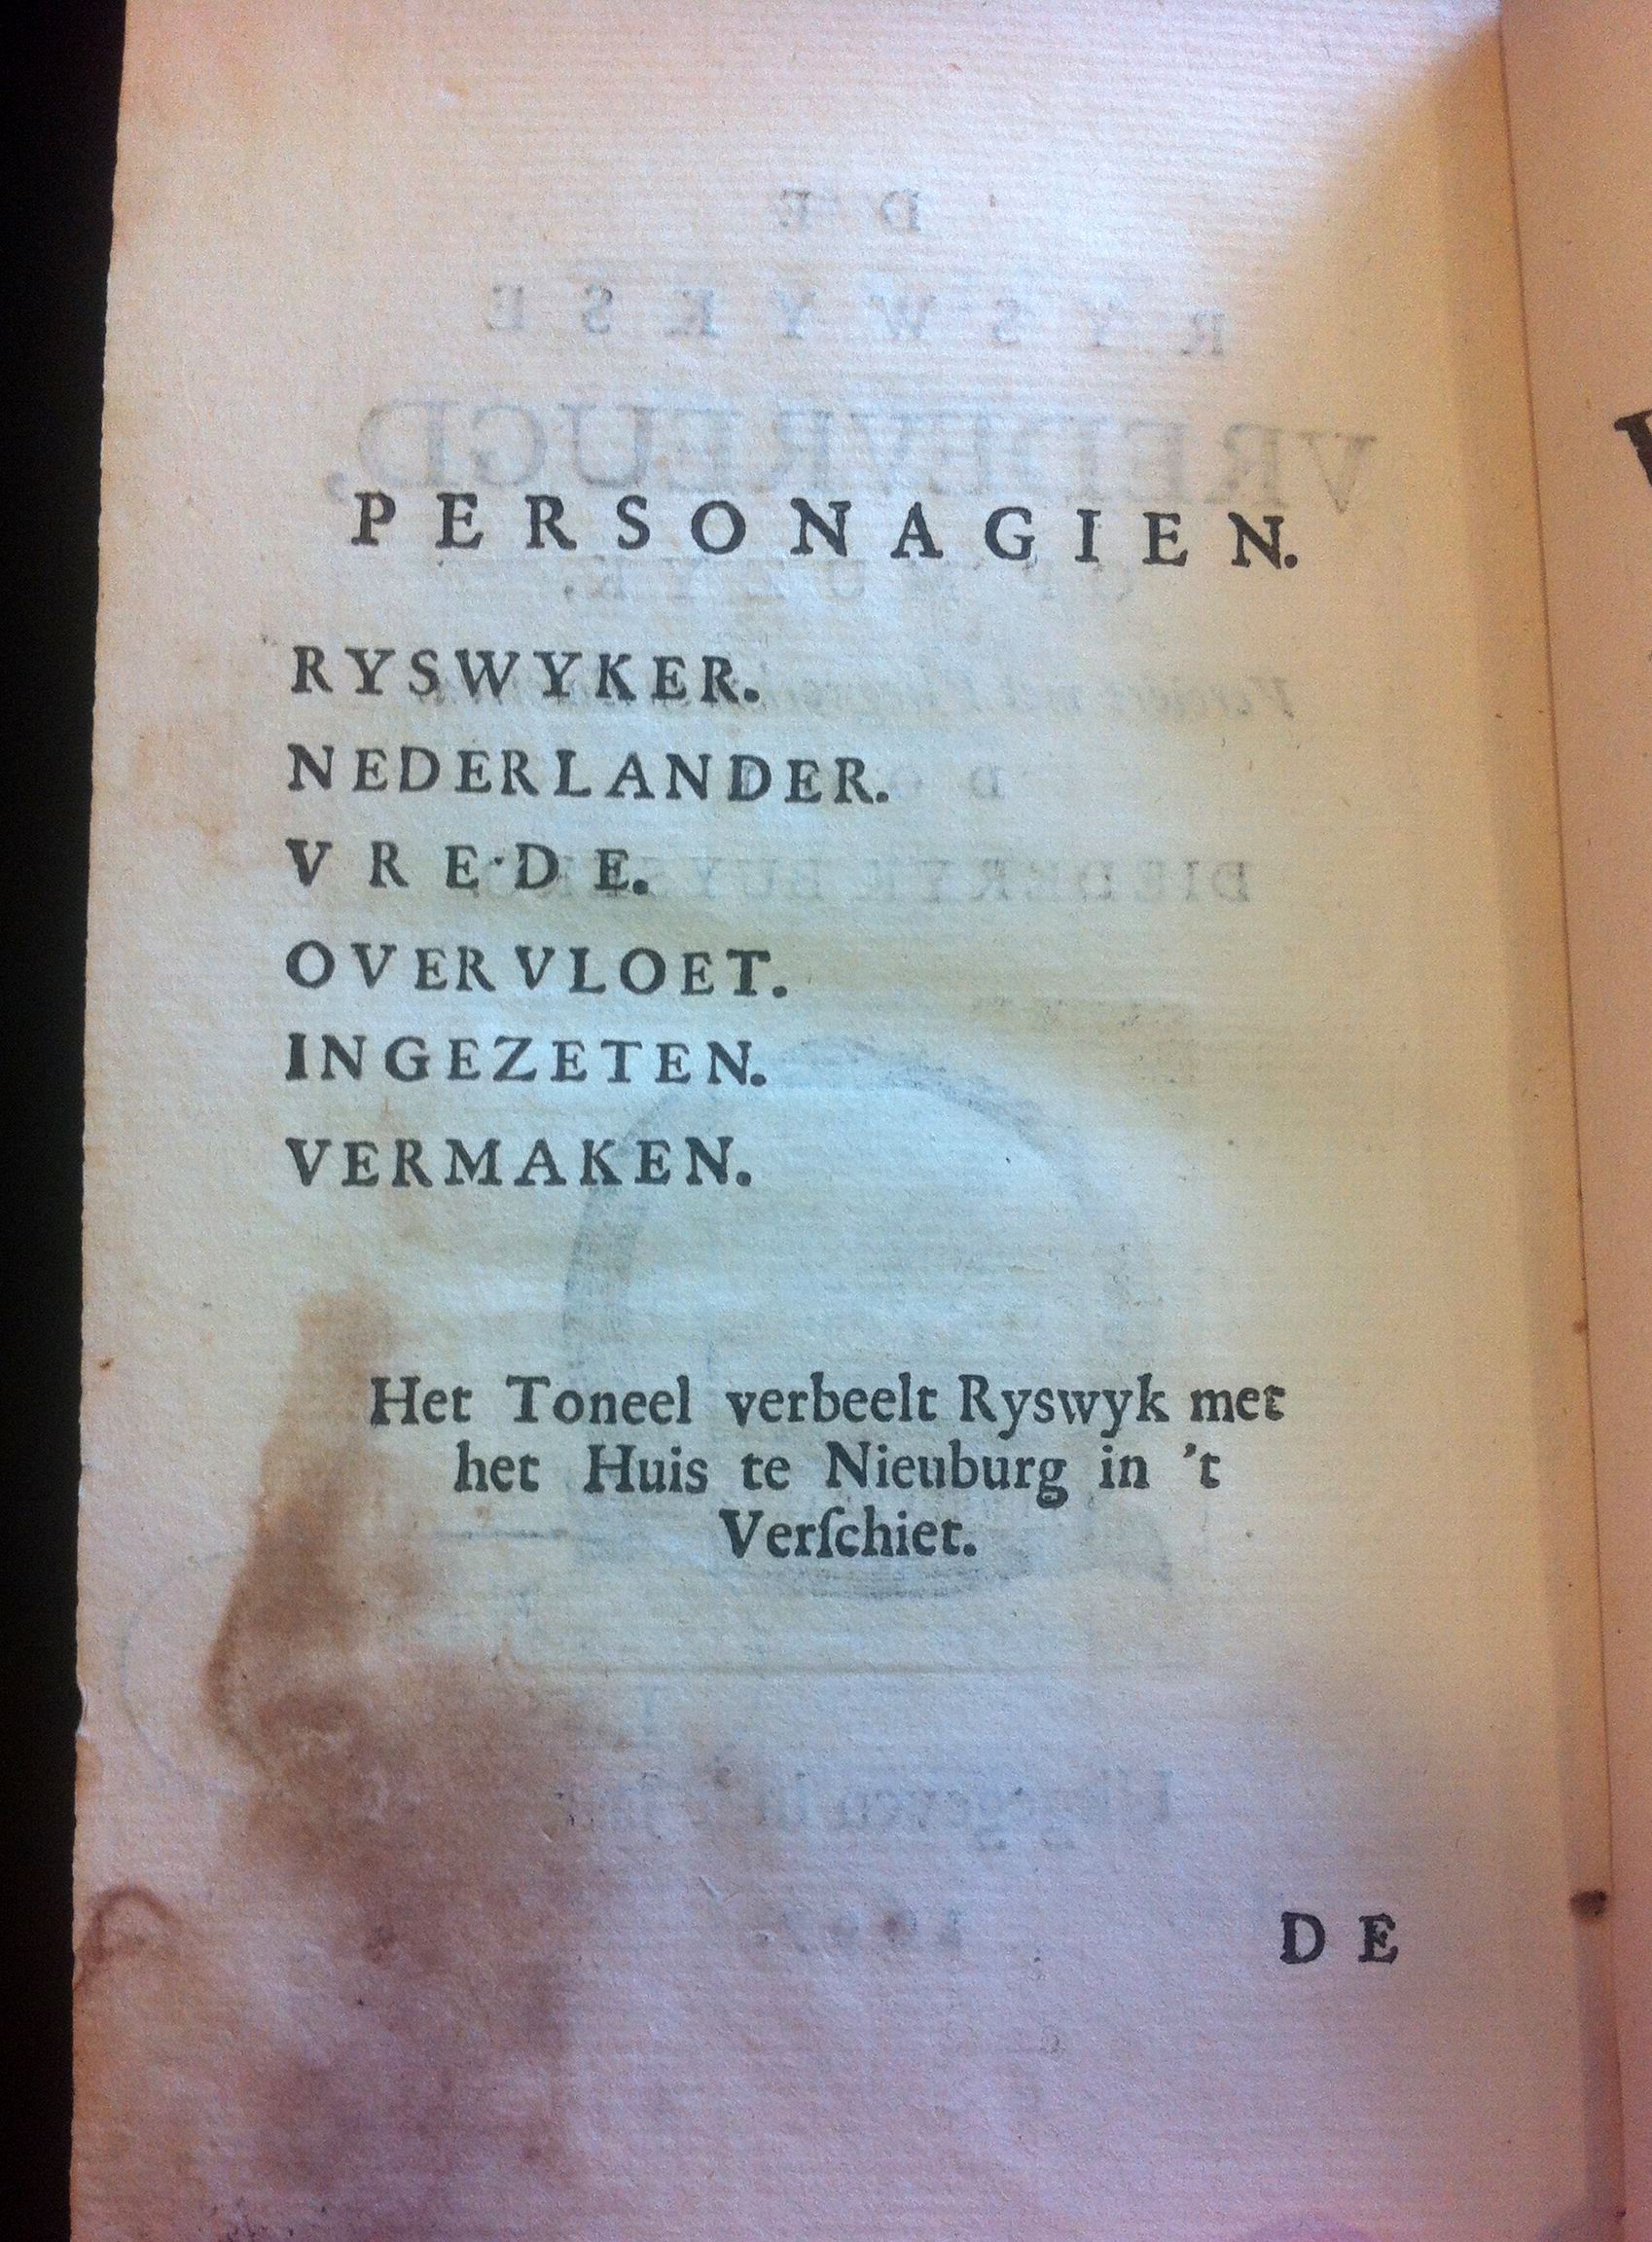 PERSONAGIEN.
RYSWYKER.
NEDERLANDER.
VREDE.
OVERVLOET.
INGEZETEN.
VERMAKEN.
Het Toneel verbeelt Ryswyk met
het Huis te Nieuburg in 't
Verſchiet.
DE